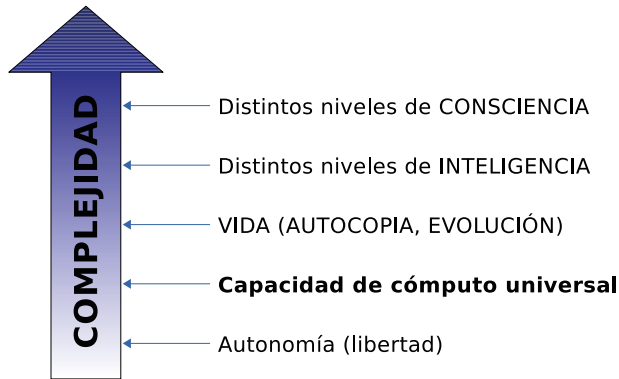 COMPLEJIDAD
Distintos niveles de CONSCIENCIA
Distintos niveles de INTELIGENCIA
VIDA (AUTOCOPIA, EVOLUCIÓN)
Capacidad de cómputo universal
Autonomía (libertad)